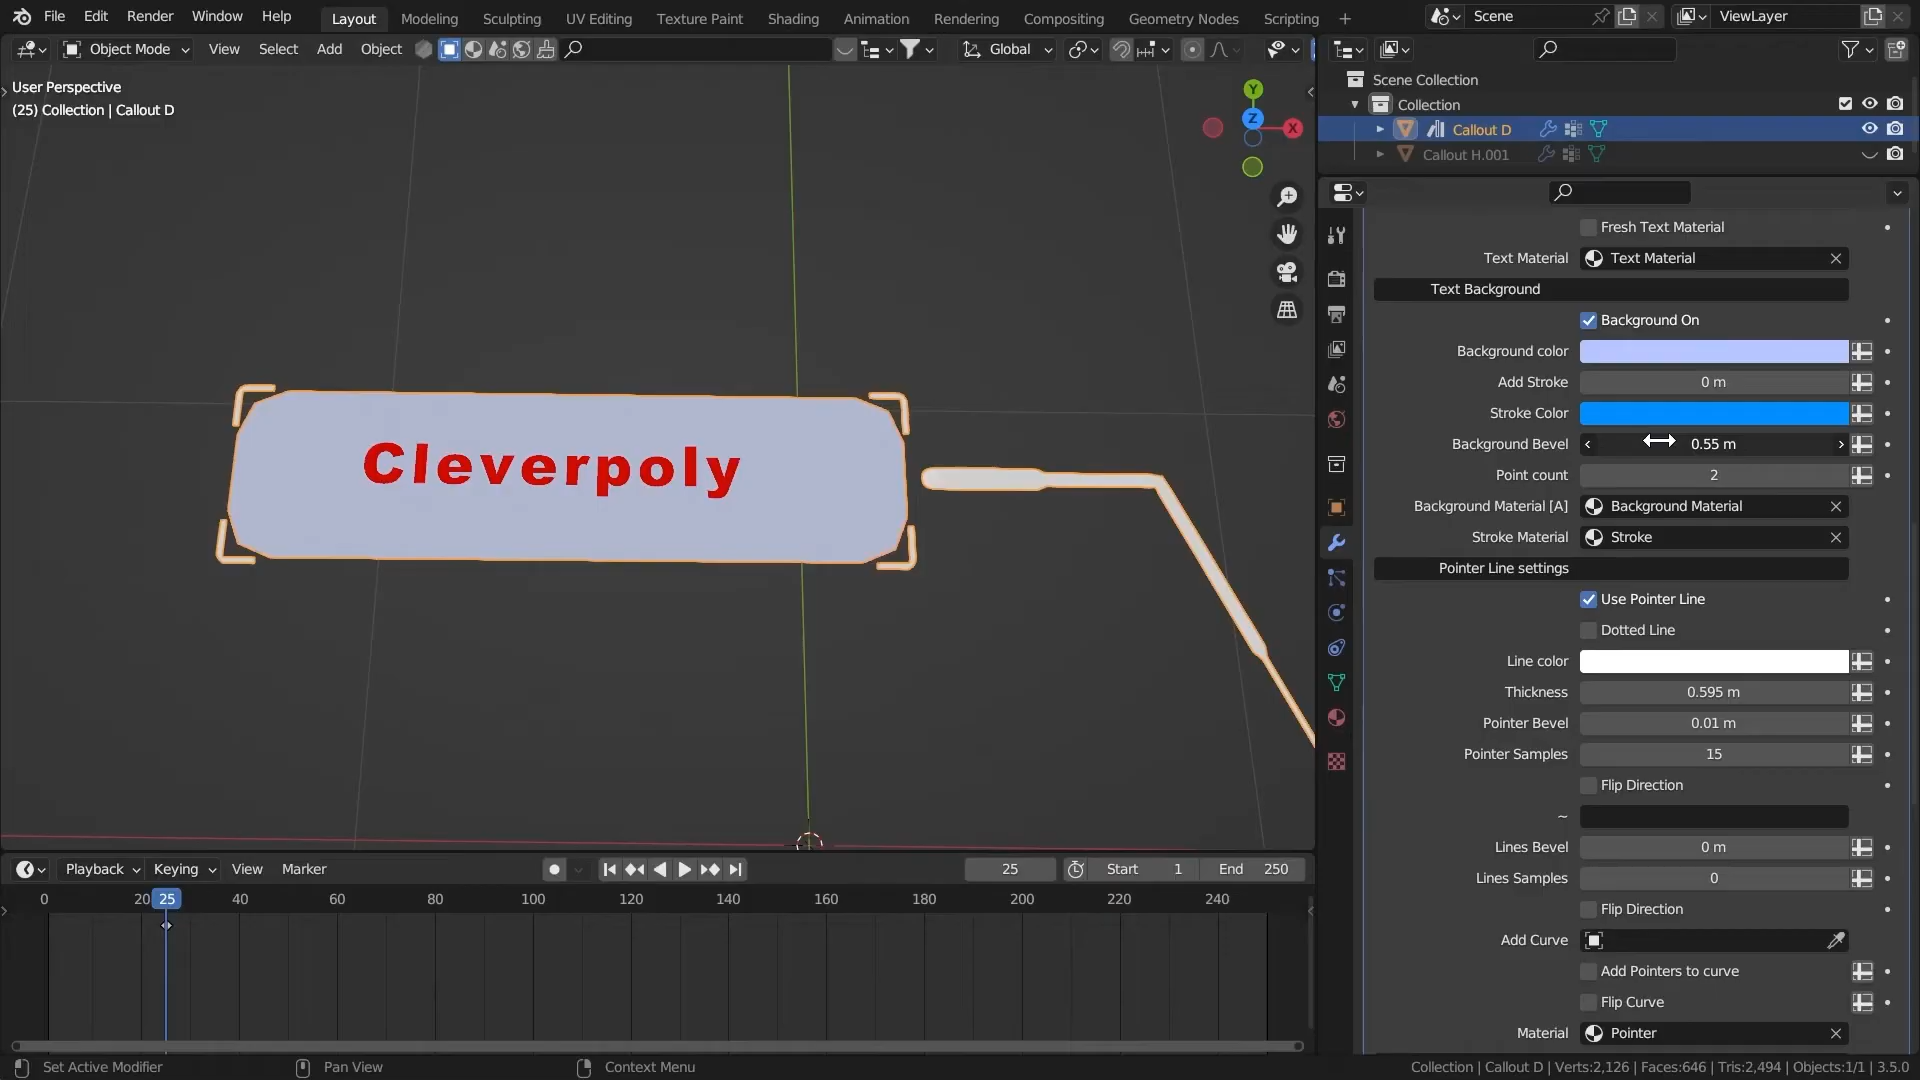 File Edit Render Window Help Layout Modeling Sculpting UV Editing Texture Paint Shading Animation Rendering Compositing Geometry Nodes Scripting + Scene ViewLayer
Object Mode View Select Add Object Global
User Perspective
(25) Collection | Callout D
Y
Z X
Cleverpoly
Scene Collection
Collection
Callout D
Callout H.001
Fresh Text Material
Text Material Text Material
Text Background
Background On
Background color
Add Stroke 0 m
Stroke Color
Background Bevel 0.55 m
Point count 2
Background Material [A] Background Material
Stroke Material Stroke
Pointer Line settings
Use Pointer Line
Dotted Line
Line color
Thickness 0.595 m
Pointer Bevel 0.01 m
Pointer Samples 15
Flip Direction
~
Lines Bevel 0 m
Lines Samples 0
Flip Direction
Add Curve
Add Pointers to curve
Flip Curve
Material Pointer
Playback Keying View Marker 25 Start 1 End 250
0 20 25 40 60 80 100 120 140 160 180 200 220 240
Set Active Modifier Pan View Context Menu Collection | Callout D | Verts:2,126 | Faces:646 | Tris:2,494 | Objects:1/1 | 3.5.0